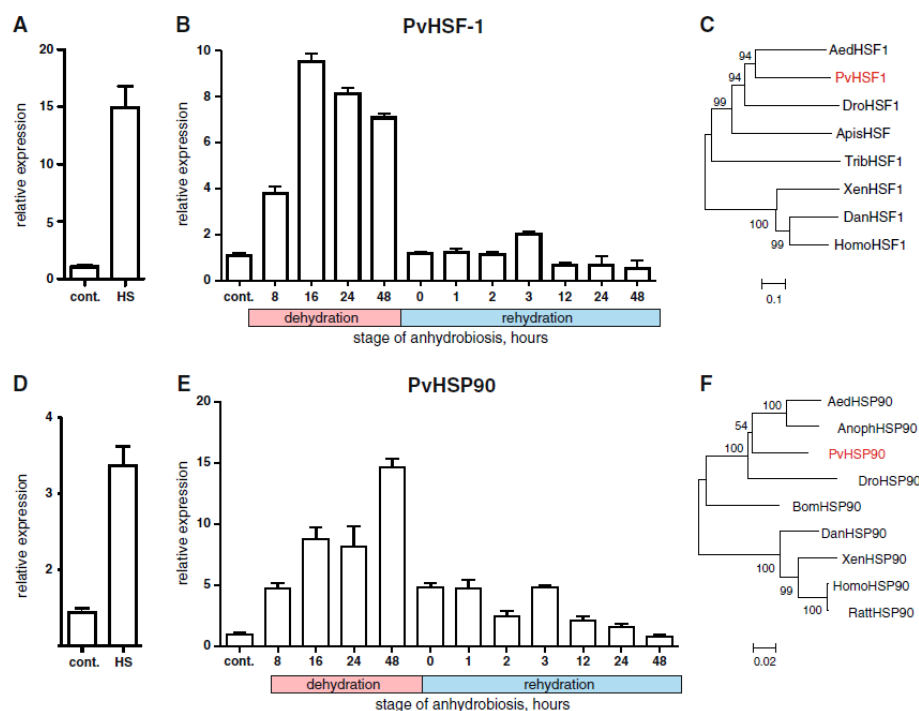 A
B
PvHSF-1
C
relative expression
20
15
10
5
0
cont. HS
relative expression
10
8
6
4
2
0
cont. 8 16 24 48 0 1 2 3 12 24 48
dehydration rehydration
stage of anhydrobiosis, hours
AedHSF1
94
PvHSF1
94
DroHSF1
99
ApisHSF
TribHSF1
XenHSF1
100
DanHSF1
99
HomoHSF1
0.1
D
E
PvHSP90
F
relative expression
4
3
2
cont. HS
relative expression
20
15
10
5
0
cont. 8 16 24 48 0 1 2 3 12 24 48
dehydration rehydration
stage of anhydrobiosis, hours
AedHSP90
100
AnophHSP90
54
PvHSP90
100
DroHSP90
BomHSP90
DanHSP90
100
XenHSP90
99
HomoHSP90
100
RattHSP90
0.02